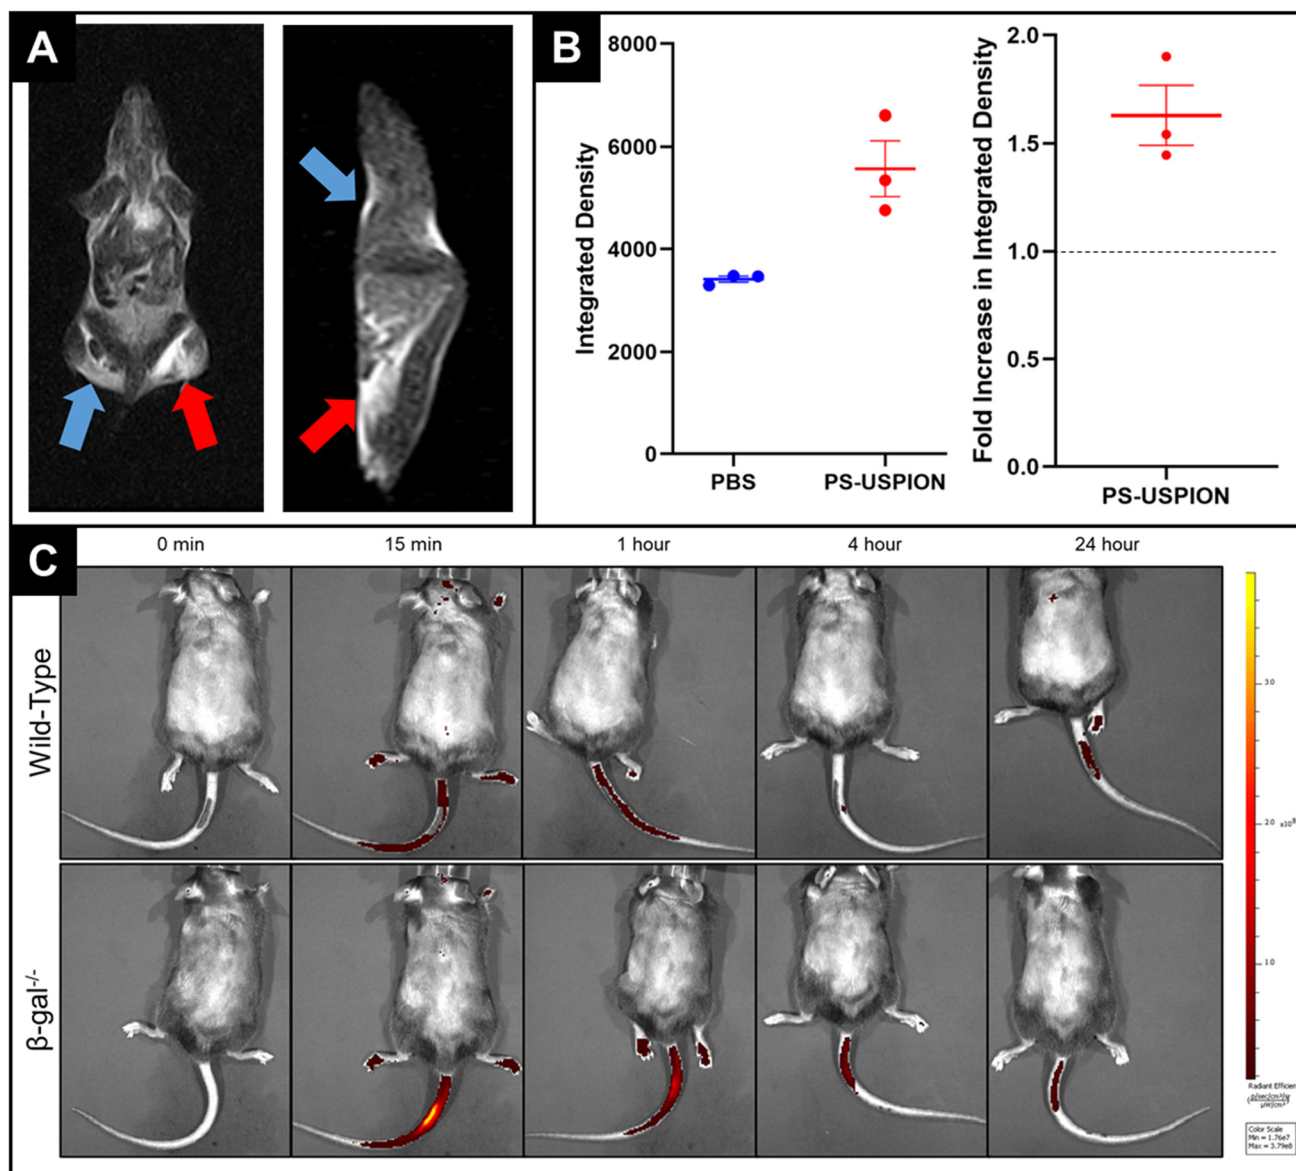 A
B
8000
6000
4000
2000
0
Integrated Density
PBS
PS-USPION
2.0
1.5
1.0
0.5
0.0
Fold Increase in Integrated Density
PS-USPION
C
0 min
15 min
1 hour
4 hour
24 hour
Wild-Type
β-gal-/-
3.0
2.0
x10⁸
1.0
Radiant Efficien
Color Scale
Min = 1.76e7
Max = 3.79e8